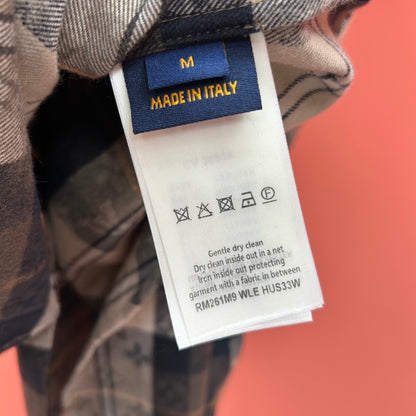 M
MADE IN ITALY
Gentle dry clean
Dry clean inside out in a net
Iron inside out protecting
garment with a fabric in between
RM261M9 WLE HUS33W